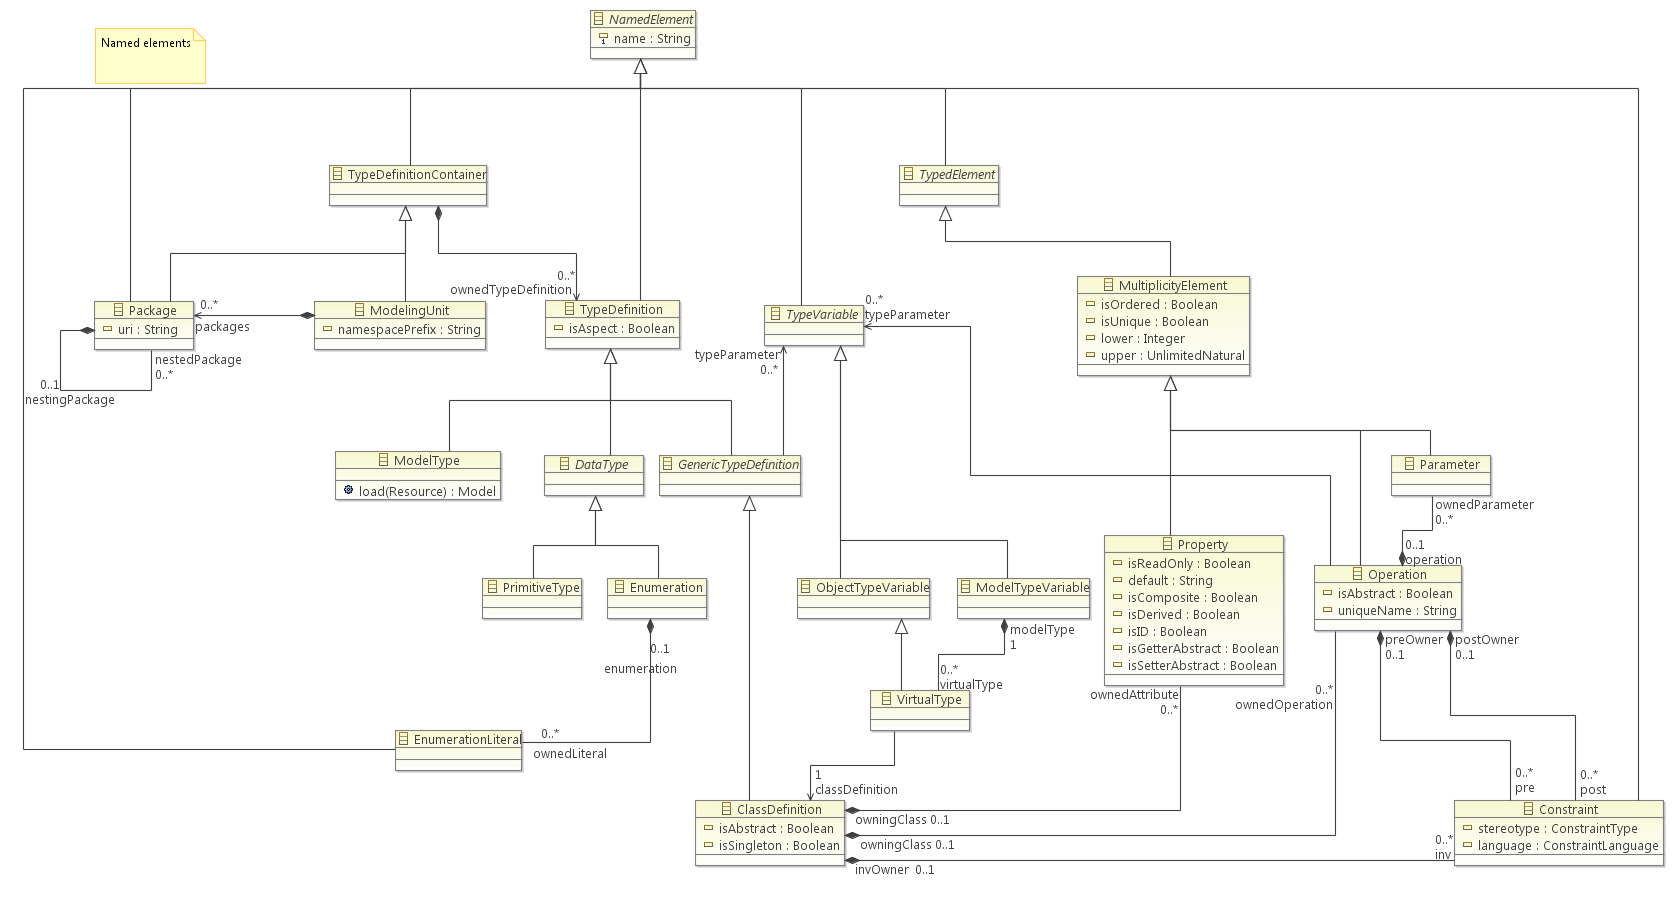 NamedElement
name : String
Named elements
TypeDefinitionContainer
TypedElement
0..*
ownedTypeDefinition
Package
uri : String
0..*
packages
ModelingUnit
namespacePrefix : String
TypeDefinition
isAspect : Boolean
TypeVariable
0..*
typeParameter
MultiplicityElement
isOrdered : Boolean
isUnique : Boolean
lower : Integer
upper : UnlimitedNatural
nestedPackage
0..*
0..1
nestingPackage
typeParameter
0..*
ModelType
load(Resource) : Model
DataType
GenericTypeDefinition
Parameter
ownedParameter
0..*
0..1
operation
PrimitiveType
Enumeration
ObjectTypeVariable
ModelTypeVariable
Property
isReadOnly : Boolean
default : String
isComposite : Boolean
isDerived : Boolean
isID : Boolean
isGetterAbstract : Boolean
isSetterAbstract : Boolean
Operation
isAbstract : Boolean
uniqueName : String
0..1
enumeration
modelType
1
0..*
virtualType
preOwner
0..1
postOwner
0..1
VirtualType
ownedAttribute
0..*
0..*
ownedOperation
EnumerationLiteral
0..*
ownedLiteral
1
classDefinition
0..*
pre
0..*
post
ClassDefinition
isAbstract : Boolean
isSingleton : Boolean
owningClass 0..1
owningClass 0..1
invOwner 0..1
0..*
inv
Constraint
stereotype : ConstraintType
language : ConstraintLanguage